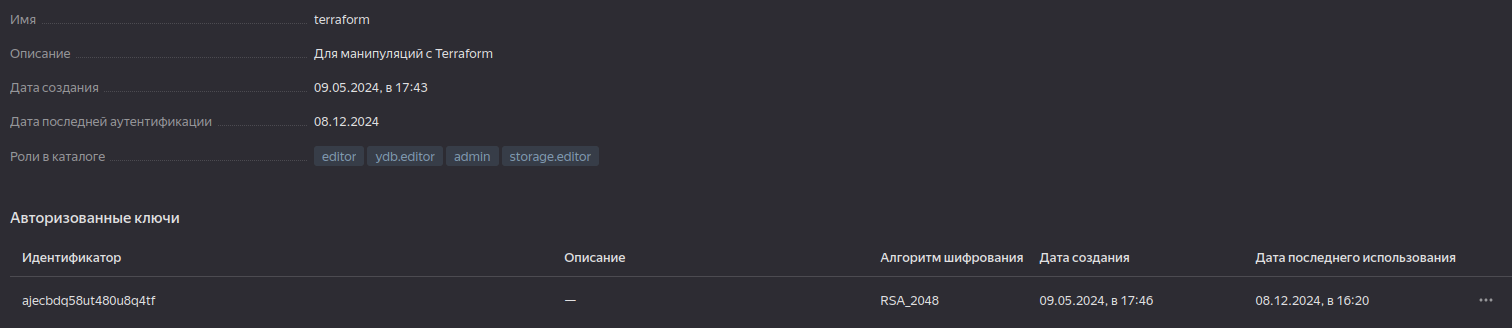 Имя terraform
Описание Для манипуляций с Terraform
Дата создания 09.05.2024, в 17:43
Дата последней аутентификации 08.12.2024
Роли в каталоге editor ydb.editor admin storage.editor
Авторизованные ключи
Идентификатор Описание Алгоритм шифрования Дата создания Дата последнего использования
ajecbdq58ut480u8q4tf — RSA_2048 09.05.2024, в 17:46 08.12.2024, в 16:20